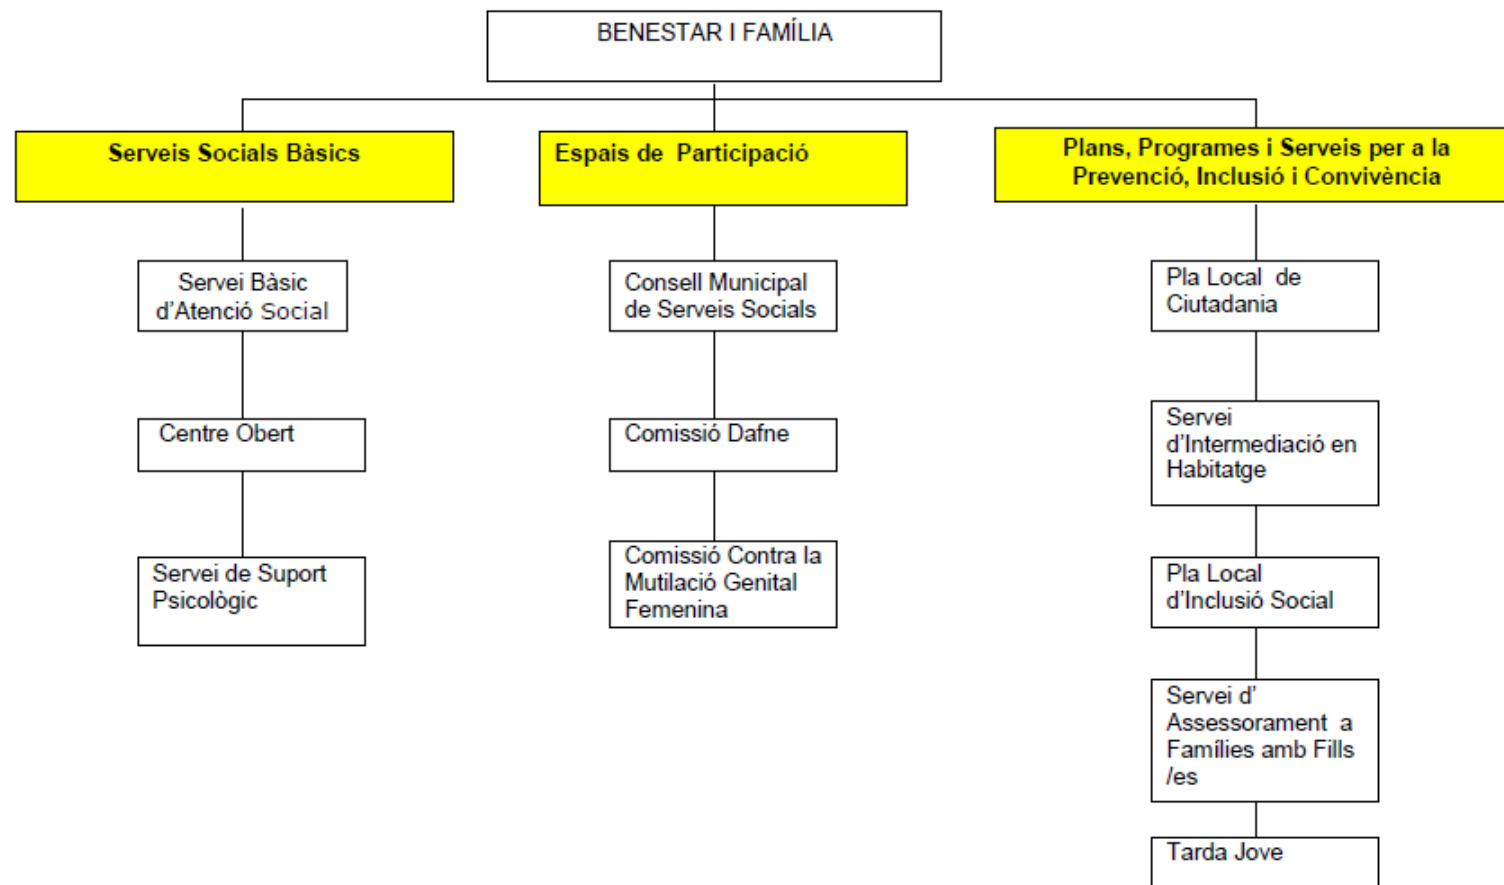 BENESTAR I FAMÍLIA
Serveis Socials Bàsics
Servei Bàsic
d’Atenció Social
Centre Obert
Servei de Suport
Psicològic
Espais de Participació
Consell Municipal
de Serveis Socials
Comissió Dafne
Comissió Contra la
Mutilació Genital
Femenina
Plans, Programes i Serveis per a la
Prevenció, Inclusió i Convivència
Pla Local de
Ciutadania
Servei
d’Intermediació en
Habitatge
Pla Local
d’Inclusió Social
Servei d’
Assessorament a
Famílies amb Fills
/es
Tarda Jove